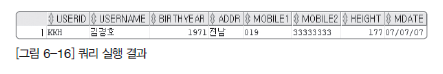 USERID USERNAME BIRTHYEAR ADDR MOBILE1 MOBILE2 HEIGHT MDATE
1 KKH 김경호 1971 전남 019 33333333 177 07/07/07
[그림 6-16] 쿼리 실행 결과